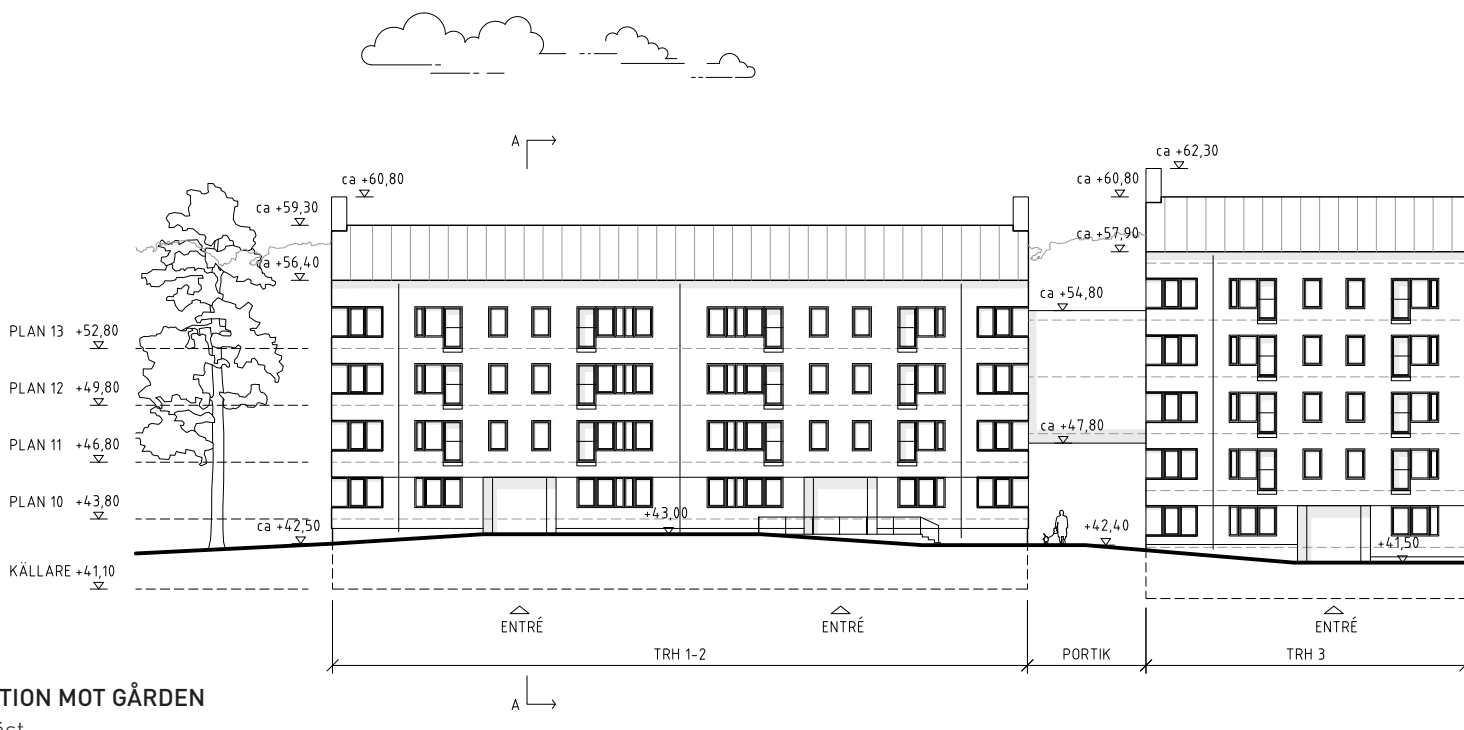 A
ca +62,30
ca +60,80
ca +60,80
ca +59,30
ca +57,90
ca +56,40
ca +54,80
PLAN 13 +52,80
PLAN 12 +49,80
ca +47,80
PLAN 11 +46,80
PLAN 10 +43,80
ca +42,50
+43,00
+42,40
+41,50
KÄLLARE +41,10
ENTRÉ
ENTRÉ
ENTRÉ
TRH 1-2
PORTIK
TRH 3
A
TION MOT GÅRDEN